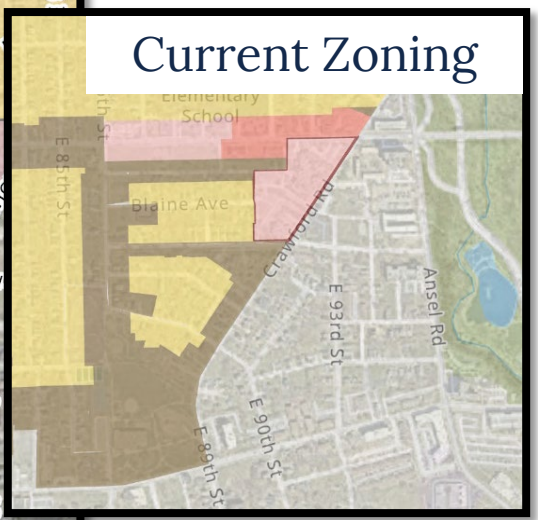 Current Zoning
Elementary
School
E 85th St
Blaine Ave
Crawford Rd
E 93rd St
Ansel Rd
E 90th St
E 89th St